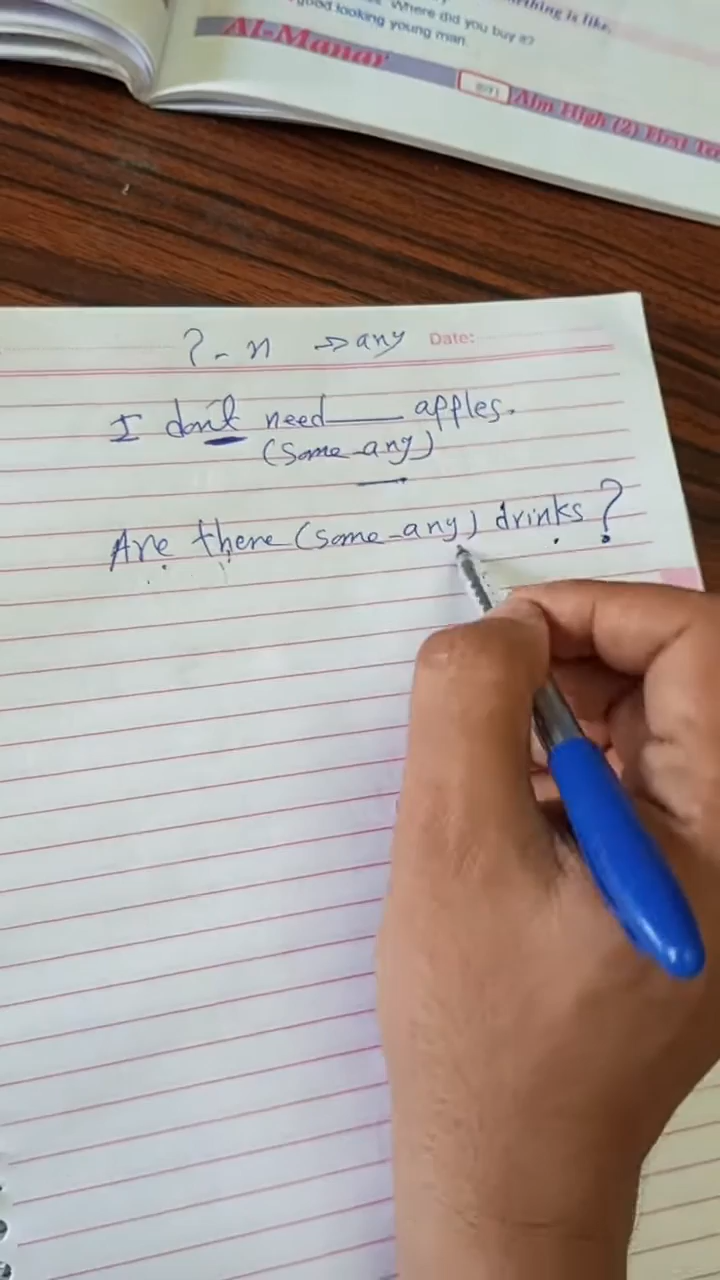 thing is like.
Where did you buy it?
good looking young man.
Al-Manar
Aim High (2) First
? - n → any Date:
I don't need ____ apples.
(Some - any)
Are there (some - any) drinks ?